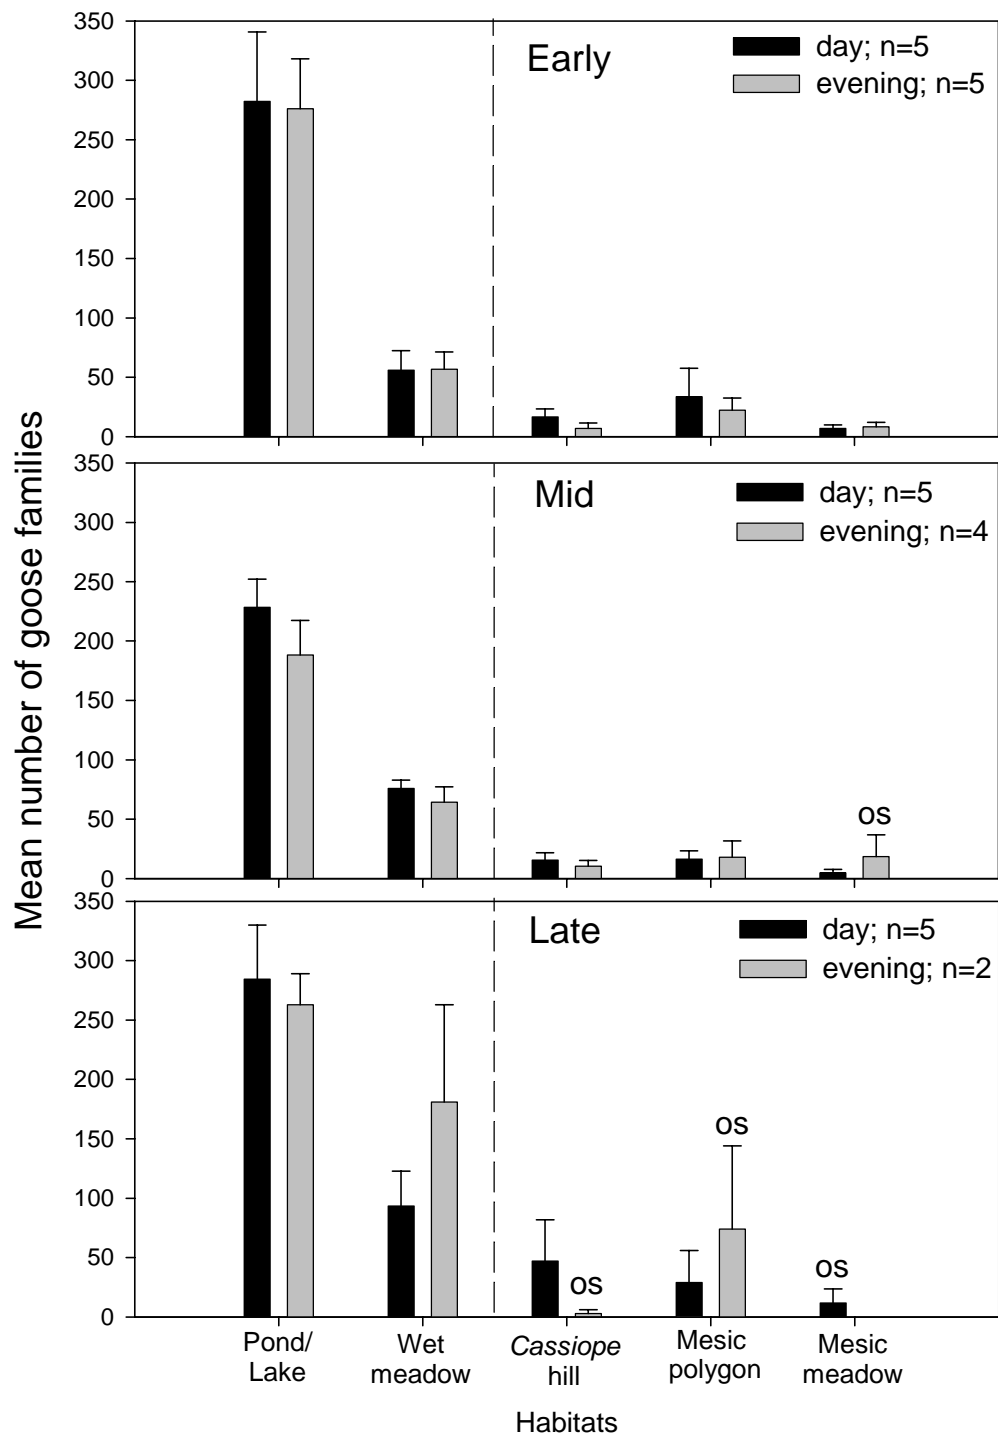 Mean number of goose families
350
300
250
200
150
100
50
0
Early
day; n=5
evening; n=5
350
300
250
200
150
100
50
0
Mid
day; n=5
evening; n=4
os
350
300
250
200
150
100
50
0
Late
day; n=5
evening; n=2
os
os
os
Pond/
Lake
Wet
meadow
Cassiope
hill
Mesic
polygon
Mesic
meadow
Habitats